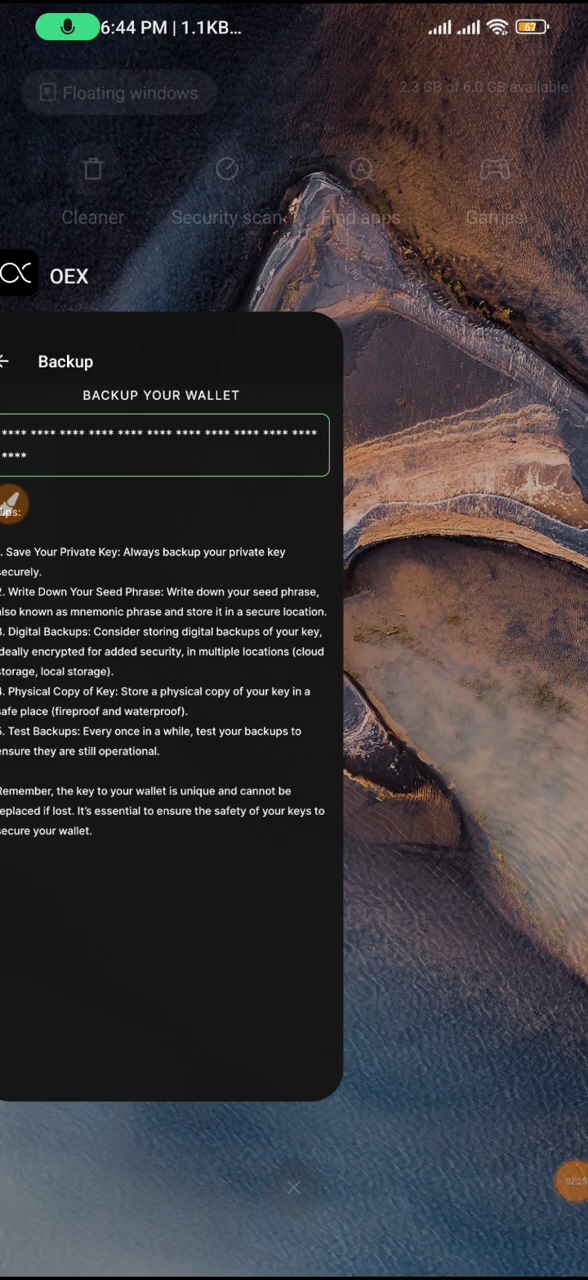 6:44 PM | 1.1KB...
67
Floating windows
2.3 GB of 6.0 GB available
Cleaner
Security scan
Find apps
Games
OEX
Backup
BACKUP YOUR WALLET
**** **** **** **** **** **** **** **** **** **** ****
****
ups:
. Save Your Private Key: Always backup your private key
securely.
2. Write Down Your Seed Phrase: Write down your seed phrase,
also known as mnemonic phrase and store it in a secure location.
3. Digital Backups: Consider storing digital backups of your key,
ideally encrypted for added security, in multiple locations (cloud
storage, local storage).
4. Physical Copy of Key: Store a physical copy of your key in a
safe place (fireproof and waterproof).
5. Test Backups: Every once in a while, test your backups to
ensure they are still operational.
Remember, the key to your wallet is unique and cannot be
replaced if lost. It's essential to ensure the safety of your keys to
secure your wallet.
02:25